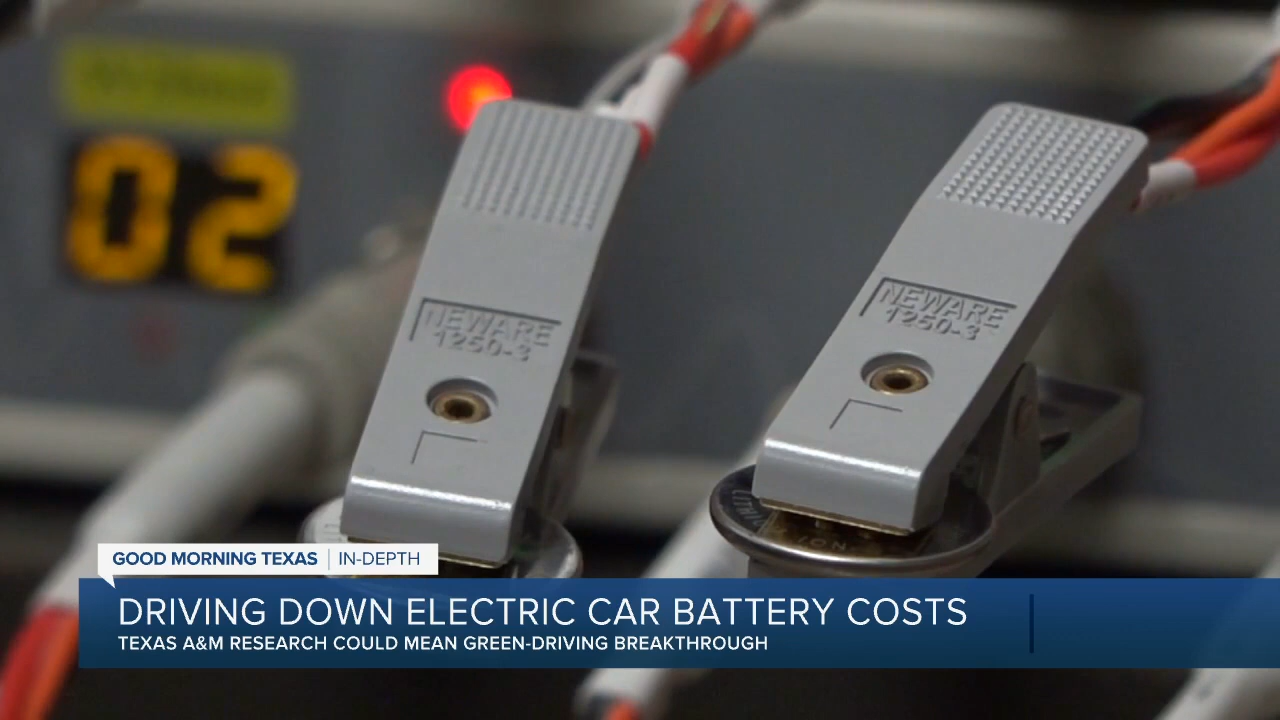 02
NEWARE
1250-3
NEWARE
1250-3
GOOD MORNING TEXAS | IN-DEPTH
DRIVING DOWN ELECTRIC CAR BATTERY COSTS
TEXAS A&M RESEARCH COULD MEAN GREEN-DRIVING BREAKTHROUGH